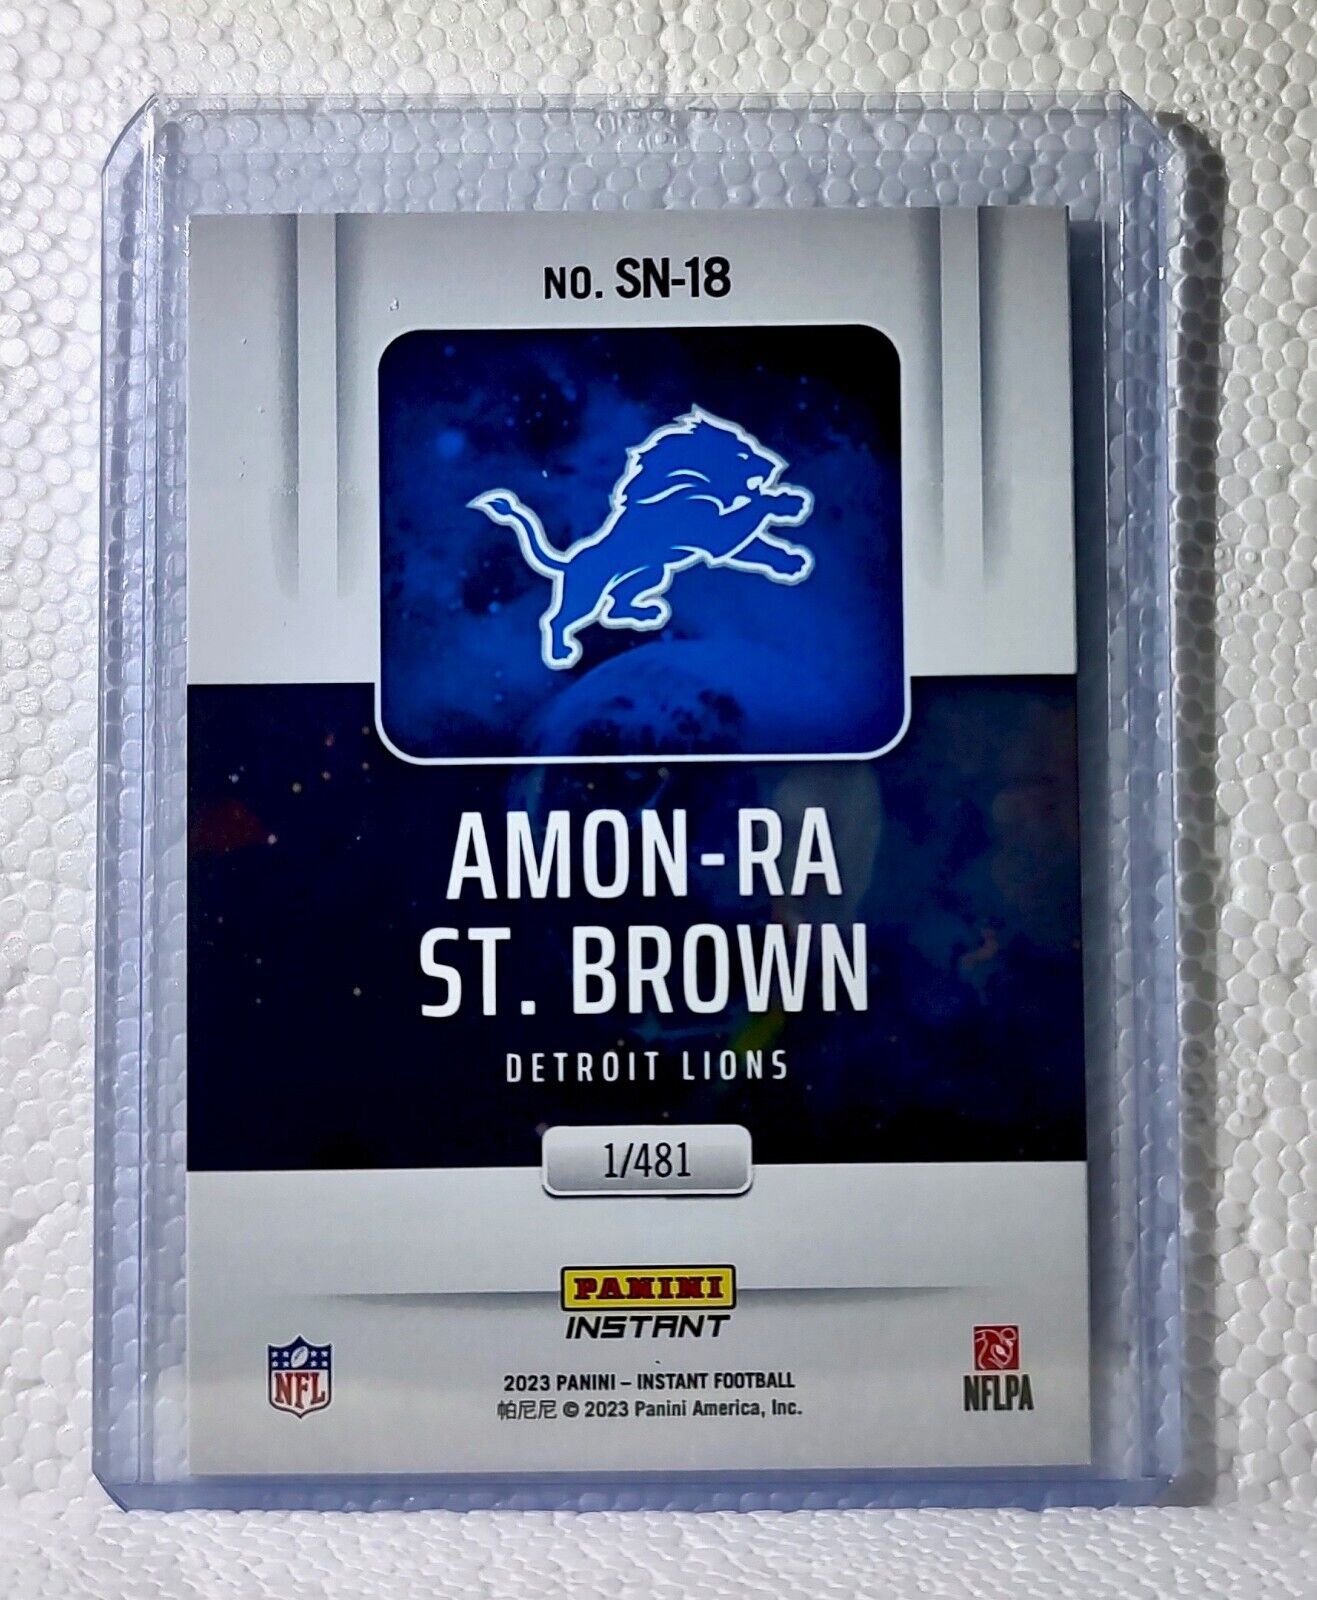 NO. SN-18
AMON-RA
ST. BROWN
DETROIT LIONS
1/481
PANINI
INSTANT
NFL
NFLPA
2023 PANINI – INSTANT FOOTBALL
帕尼尼 © 2023 Panini America, Inc.